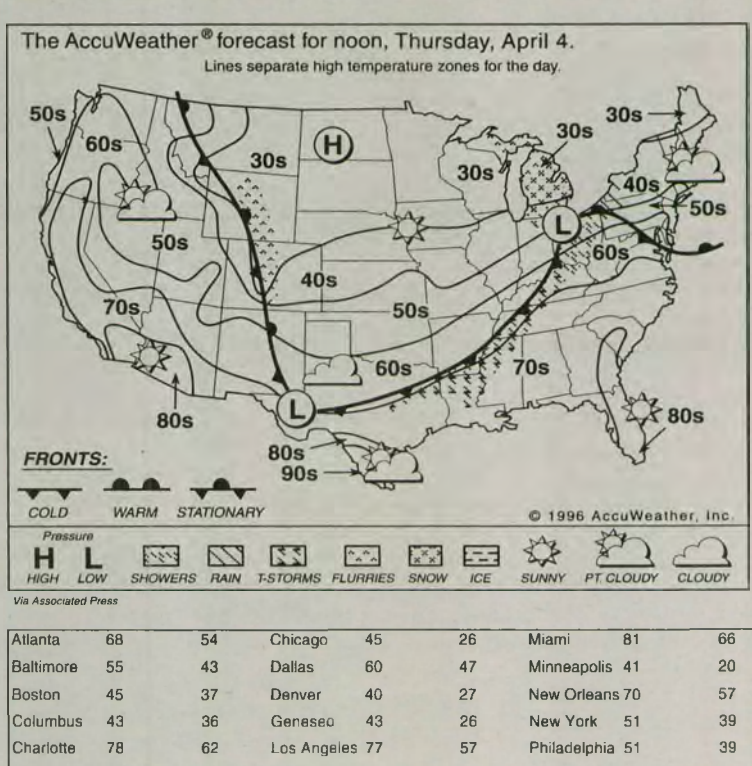 The AccuWeather® forecast for noon, Thursday, April 4.
Lines separate high temperature zones for the day.
50s
60s
30s
H
30s
30s
30s
40s
50s
50s
L
60s
40s
70s
50s
60s
70s
80s
L
80s
80s
90s
FRONTS:
COLD WARM STATIONARY
© 1996 AccuWeather, Inc.
Pressure
H L
HIGH LOW SHOWERS RAIN T-STORMS FLURRIES SNOW ICE SUNNY PT. CLOUDY CLOUDY
Via Associated Press
Atlanta 68 54 Chicago 45 26 Miami 81 66
Baltimore 55 43 Dallas 60 47 Minneapolis 41 20
Boston 45 37 Denver 40 27 New Orleans 70 57
Columbus 43 36 Geneseo 43 26 New York 51 39
Charlotte 78 62 Los Angeles 77 57 Philadelphia 51 39